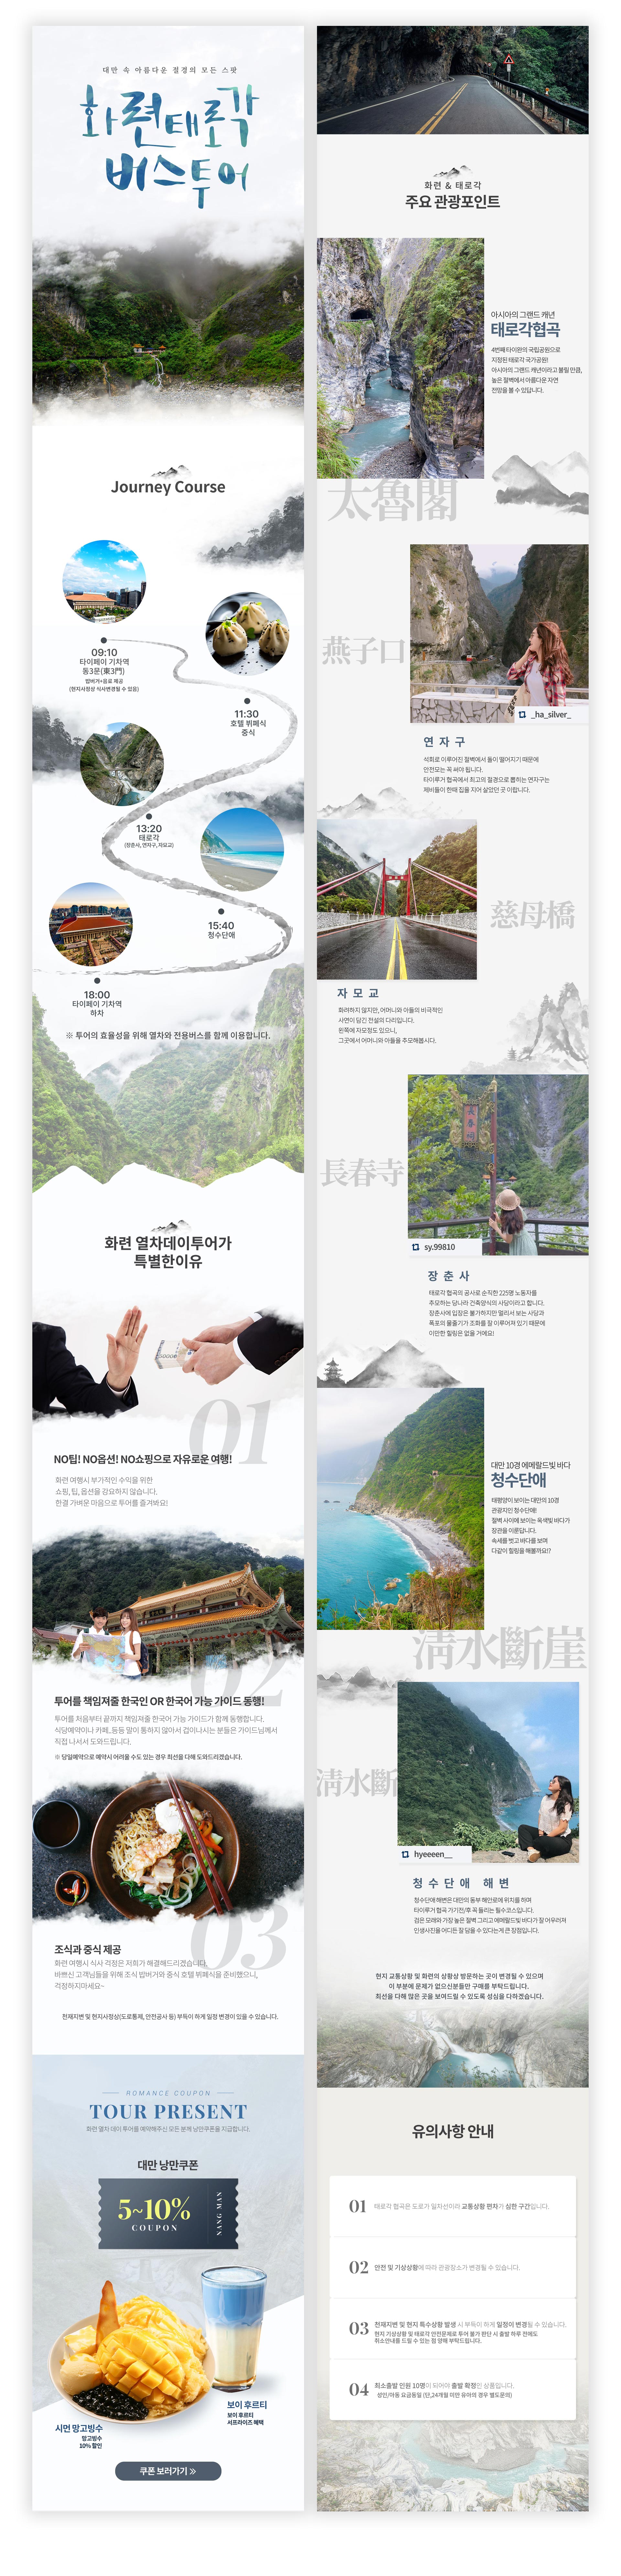 대만 속 아름다운 절경의 모든 스팟
화련태로각
버스투어
Journey Course
09:10
타이페이 기차역
동3문(東3門)
밥버거+음료 제공
(현지사정상 식사변경될 수 있음)
11:30
호텔 뷔페식
중식
13:20
태로각
(장춘사, 연자구, 자모교)
15:40
청수단애
18:00
타이페이 기차역
하차
※ 투어의 효율성을 위해 열차와 전용버스를 함께 이용합니다.
화련 열차데이투어가
특별한이유
01
NO팁! NO옵션! NO쇼핑으로 자유로운 여행!
화련 여행시 부가적인 수익을 위한
쇼핑, 팁, 옵션을 강요하지 않습니다.
한결 가벼운 마음으로 투어를 즐겨봐요!
02
투어를 책임져줄 한국인 OR 한국어 가능 가이드 동행!
투어를 처음부터 끝까지 책임져줄 한국어 가능 가이드가 함께 동행합니다.
식당예약이나 카페..등등 말이 통하지 않아서 겁이나시는 분들은 가이드님께서
직접 나서서 도와드립니다.
※ 당일예약으로 예약시 어려울 수도 있는 경우 최선을 다해 도와드리겠습니다.
03
조식과 중식 제공
화련 여행시 식사 걱정은 저희가 해결해드리겠습니다.
바쁘신 고객님들을 위해 조식 밥버거와 중식 호텔 뷔페식을 준비했으니,
걱정하지마세요~
천재지변 및 현지사정상(도로통제, 안전공사 등) 부득이 하게 일정 변경이 있을 수 있습니다.
ROMANCE COUPON
TOUR PRESENT
화련 열차 데이 투어를 예약해주신 모든 분께 낭만쿠폰을 지급합니다.
대만 낭만쿠폰
5~10%
COUPON
NANG MAN
보이 후르티
보이 후르티
서프라이즈 혜택
시먼 망고빙수
망고빙수
10% 할인
쿠폰 보러가기 »
화련 & 태로각
주요 관광포인트
아시아의 그랜드 캐년
태로각협곡
4번째 타이완의 국립공원으로
지정된 태로각 국가공원!
아시아의 그랜드 캐년이라고 불릴 만큼,
높은 절벽에서 아름다운 자연
전망을 볼 수 있답니다.
太魯閣
燕子口
_ha_silver_
연자구
석회로 이루어진 절벽에서 돌이 떨어지기 때문에
안전모는 꼭 써야 됩니다.
타이루거 협곡에서 최고의 절경으로 뽑히는 연자구는
제비들이 한때 집을 지어 살았던 곳 이랍니다.
慈母橋
자모교
화려하지 않지만, 어머니와 아들의 비극적인
사연이 담긴 전설의 다리입니다.
왼쪽에 자모정도 있으니,
그곳에서 어머니와 아들을 추모해봅시다.
長春寺
sy.99810
장춘사
태로각 협곡의 공사로 순직한 225명 노동자를
추모하는 당나라 건축양식의 사당이라고 합니다.
장춘사에 입장은 불가하지만 멀리서 보는 사당과
폭포의 물줄기가 조화를 잘 이루어져 있기 때문에
이만한 힐링은 없을 거에요!
대만 10경 에메랄드빛 바다
청수단애
태평양이 보이는 대만의 10경
관광지인 청수단애!
절벽 사이에 보이는 옥색빛 바다가
장관을 이룬답니다.
속세를 벗고 바다를 보며
다같이 힐링을 해볼까요!?
淸水斷崖
淸水斷
hyeeeen__
청수단애 해변
청수단애 해변은 대만의 동부 해안로에 위치를 하며
타이루거 협곡 가기전/후 꼭 들리는 필수코스입니다.
검은 모래와 가장 높은 절벽 그리고 에메랄드빛 바다가 잘 어우러져
인생사진을 어디든 잘 담을 수 있다는게 큰 장점입니다.
현지 교통상황 및 화련의 상황상 방문하는 곳이 변경될 수 있으며
이 부분에 문제가 없으신분들만 구매를 부탁드립니다.
최선을 다해 많은 곳을 보여드릴 수 있도록 성심을 다하겠습니다.
유의사항 안내
01 태로각 협곡은 도로가 일차선이라 교통상황 편차가 심한 구간입니다.
02 안전 및 기상상황에 따라 관광장소가 변경될 수 있습니다.
03 천재지변 및 현지 특수상황 발생 시 부득이 하게 일정이 변경될 수 있습니다.
현지 기상상황 및 태로각 안전문제로 투어 불가 판단 시 출발 하루 전에도
취소안내를 드릴 수 있는 점 양해 부탁드립니다.
04 최소출발 인원 10명이 되어야 출발 확정인 상품입니다.
성인/아동 요금동일 (단,24개월 미만 유아의 경우 별도문의)